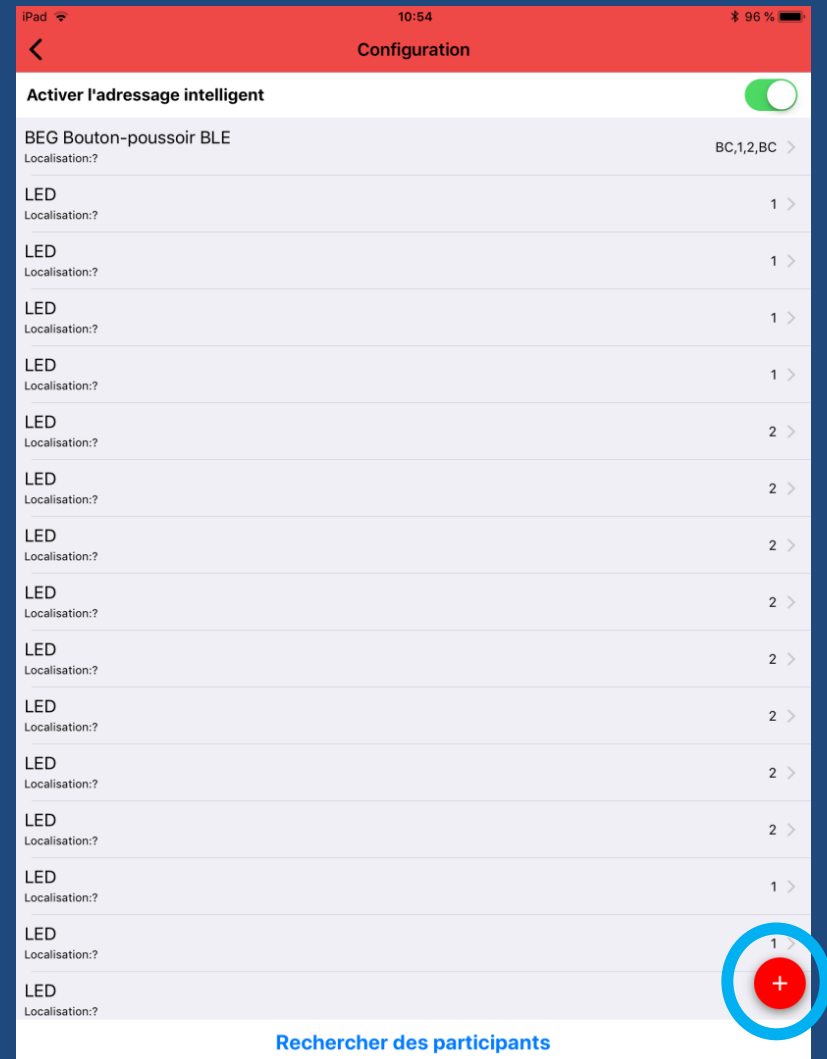 iPad 10:54 96 %
Configuration
Activer l'adressage intelligent
BEG Bouton-poussoir BLE
Localisation:?
BC,1,2,BC
LED
Localisation:?
1
LED
Localisation:?
1
LED
Localisation:?
1
LED
Localisation:?
1
LED
Localisation:?
2
LED
Localisation:?
2
LED
Localisation:?
2
LED
Localisation:?
2
LED
Localisation:?
2
LED
Localisation:?
2
LED
Localisation:?
2
LED
Localisation:?
2
LED
Localisation:?
1
LED
Localisation:?
1
LED
Localisation:?
+
Rechercher des participants